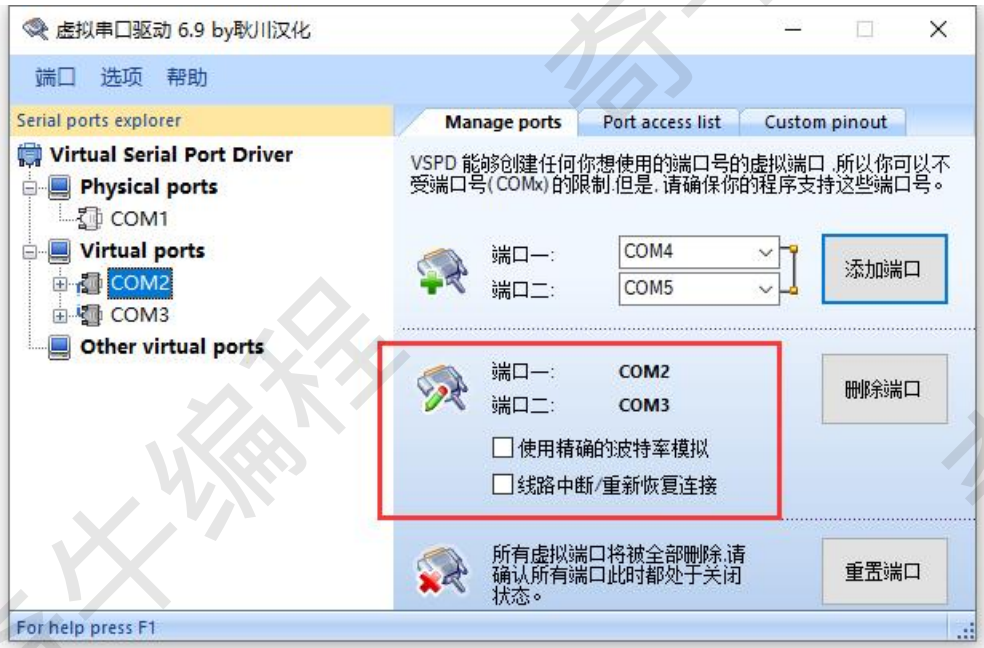 虚拟串口驱动 6.9 by耿川汉化
端口 选项 帮助
Serial ports explorer
Virtual Serial Port Driver
Physical ports
COM1
Virtual ports
COM2
COM3
Other virtual ports
Manage ports Port access list Custom pinout
VSPD 能够创建任何你想使用的端口号的虚拟端口 .所以你可以不
受端口号(COMx)的限制.但是.请确保你的程序支持这些端口号。
端口一: COM4
端口二: COM5
添加端口
端口一: COM2
端口二: COM3
删除端口
使用精确的波特率模拟
线路中断/重新恢复连接
所有虚拟端口将被全部删除.请
确认所有端口此时都处于关闭
状态。
重置端口
For help press F1
奇牛编程